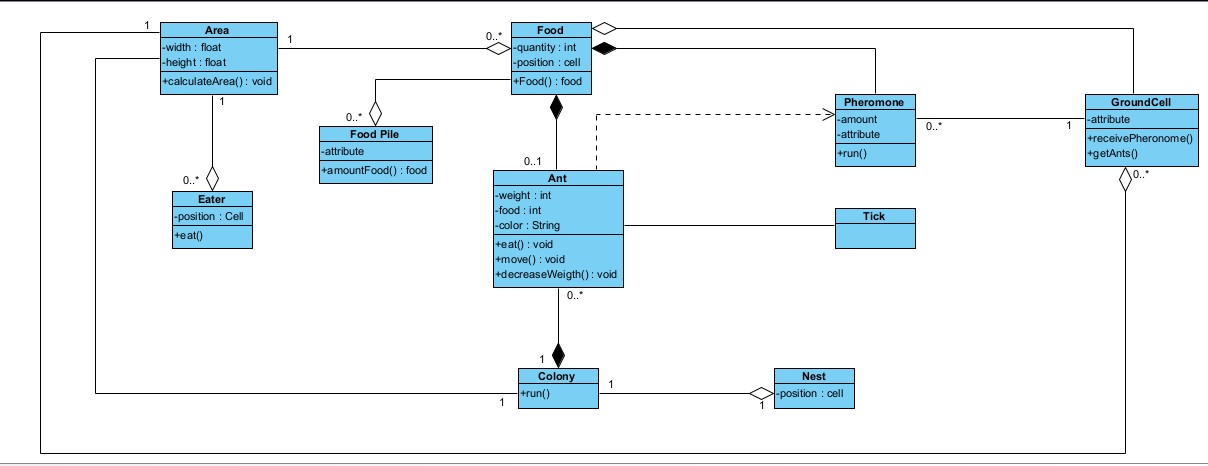 1
Area
-width : float
-height : float
+calculateArea() : void
1
0..*
Food
-quantity : int
-position : cell
+Food() : food
1
0..*
Eater
-position : Cell
+eat()
0..*
Food Pile
-attribute
+amountFood() : food
0..1
Ant
-weight : int
-food : int
-color : String
+eat() : void
+move() : void
+decreaseWeigth() : void
0..*
Pheromone
-amount
-attribute
+run()
0..*
1
GroundCell
-attribute
+receivePheronome()
+getAnts()
0..*
Tick
1
Colony
+run()
1
1
1
Nest
-position : cell